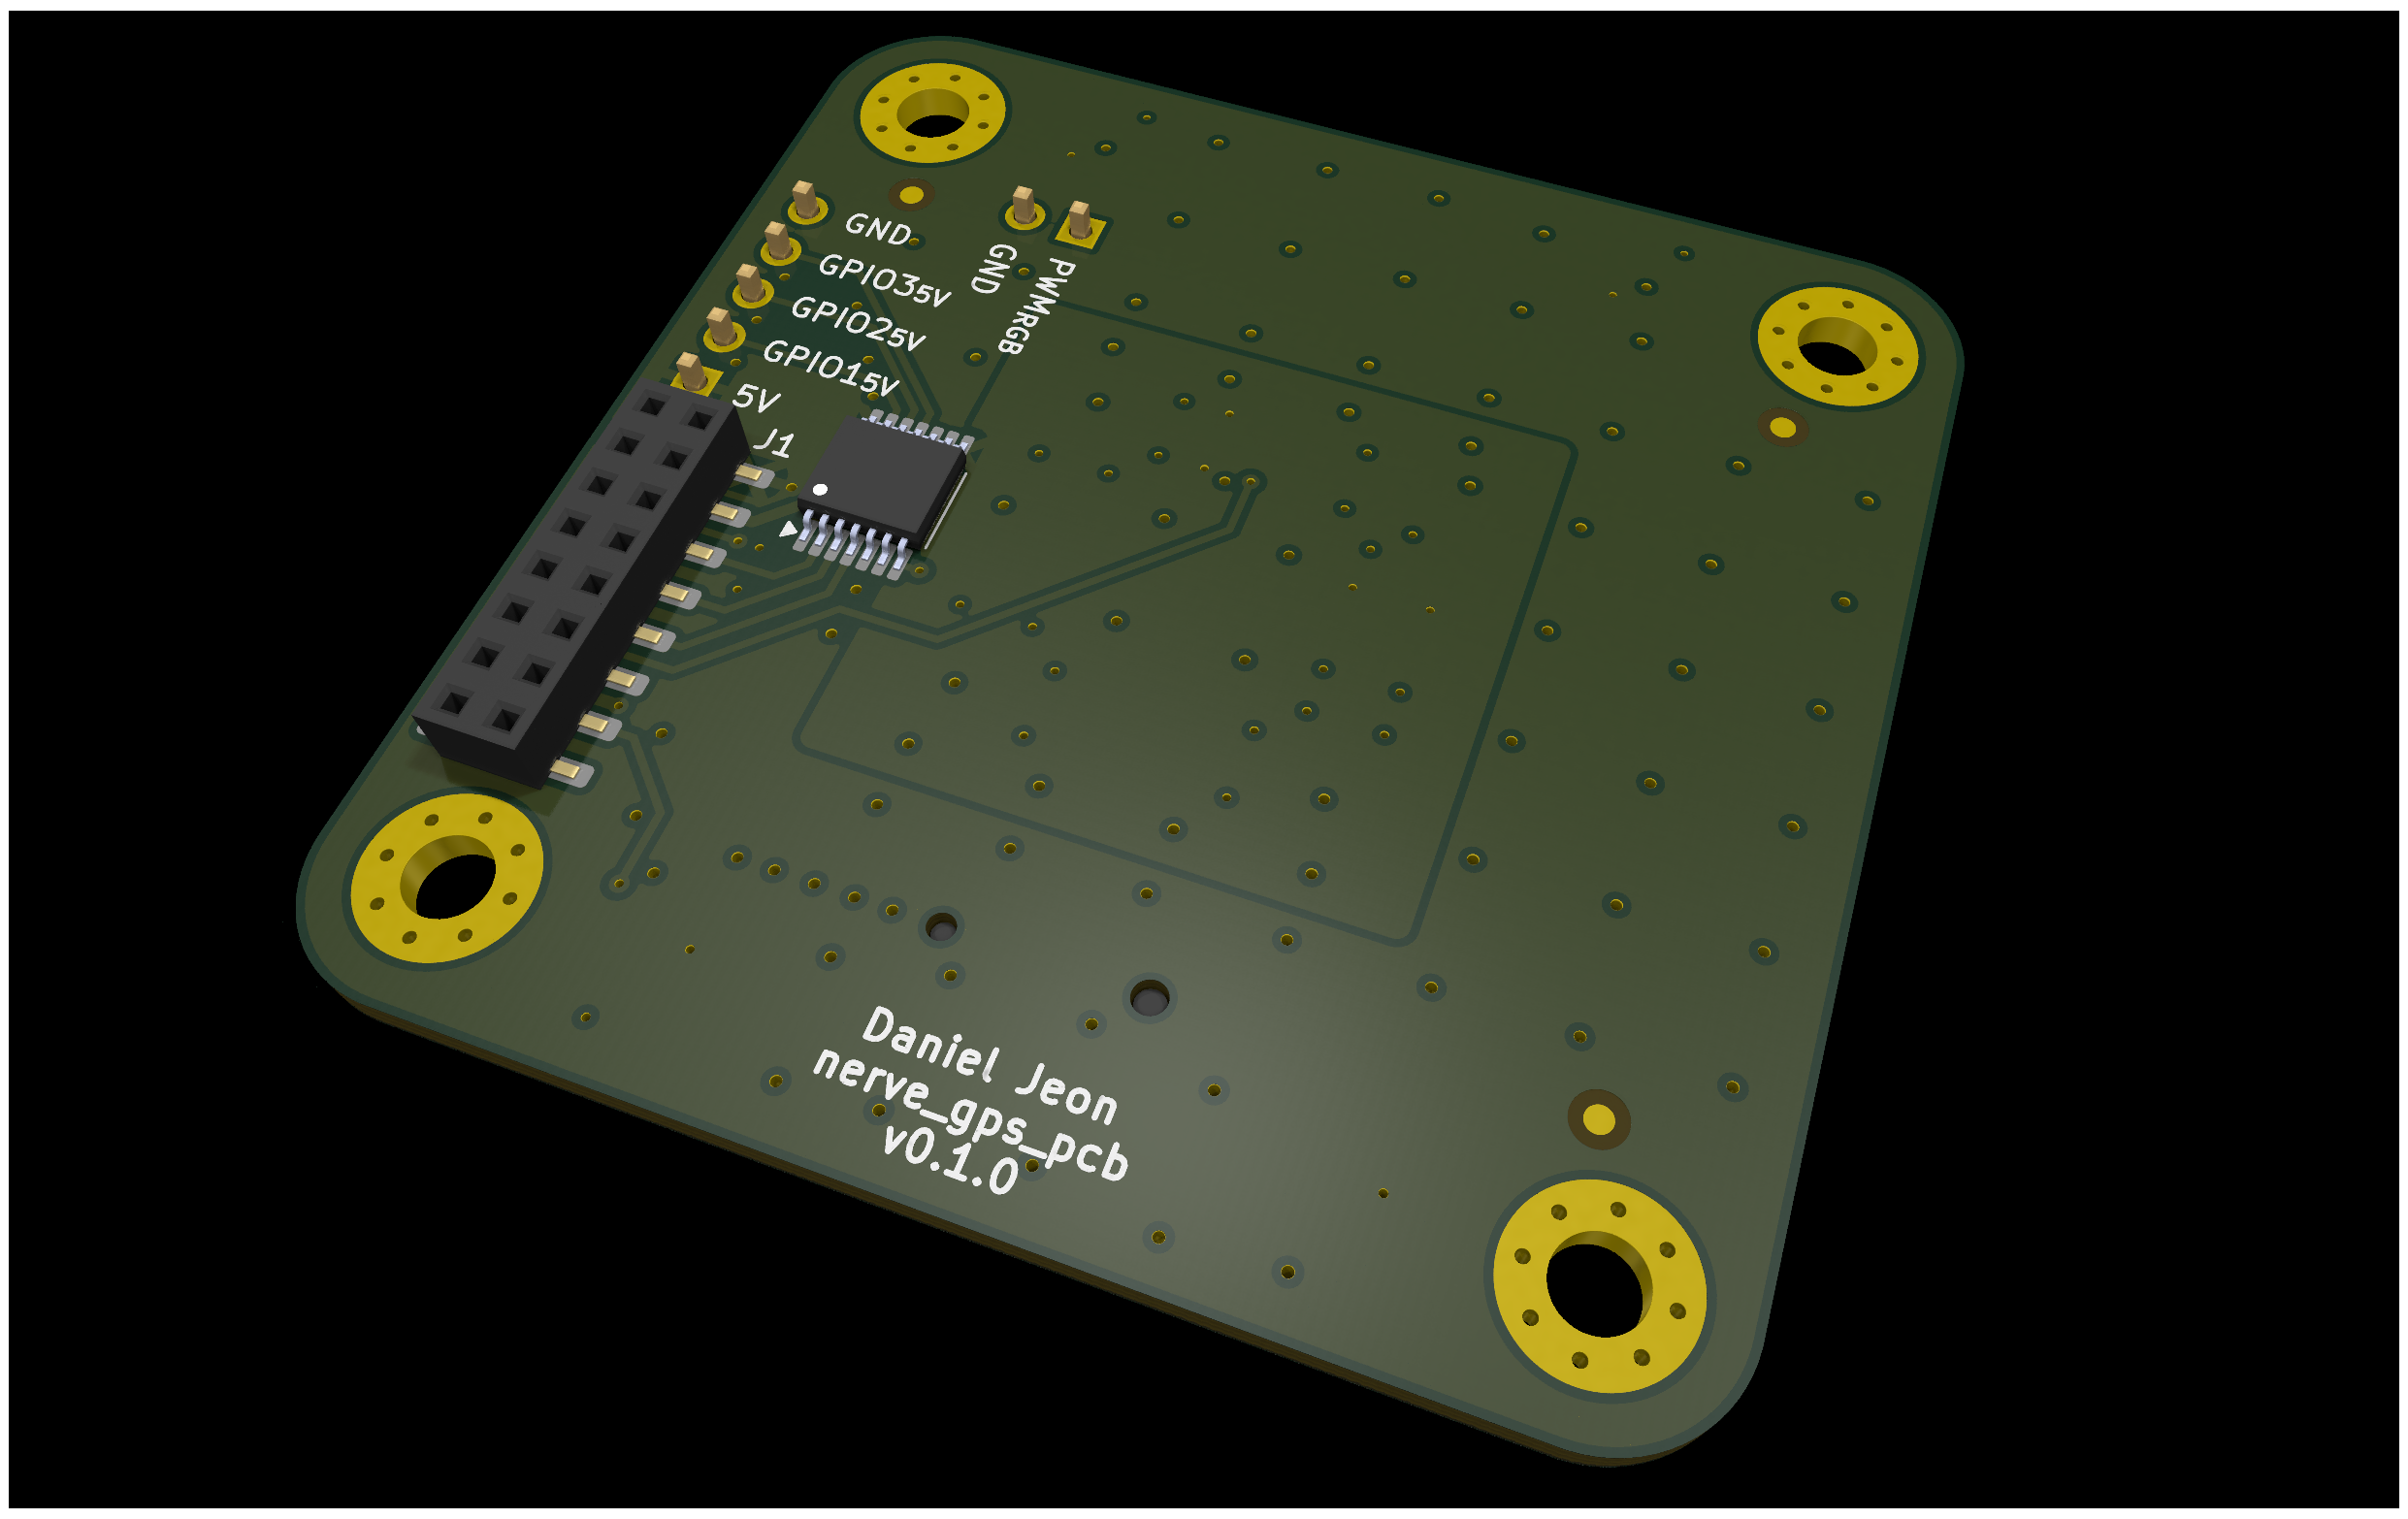 GND
GPIO35V
GPIO25V
GPIO15V
5V
J1
GND
PWMRGB
Daniel Jeon
nerve_gps_pcb
v0.1.0